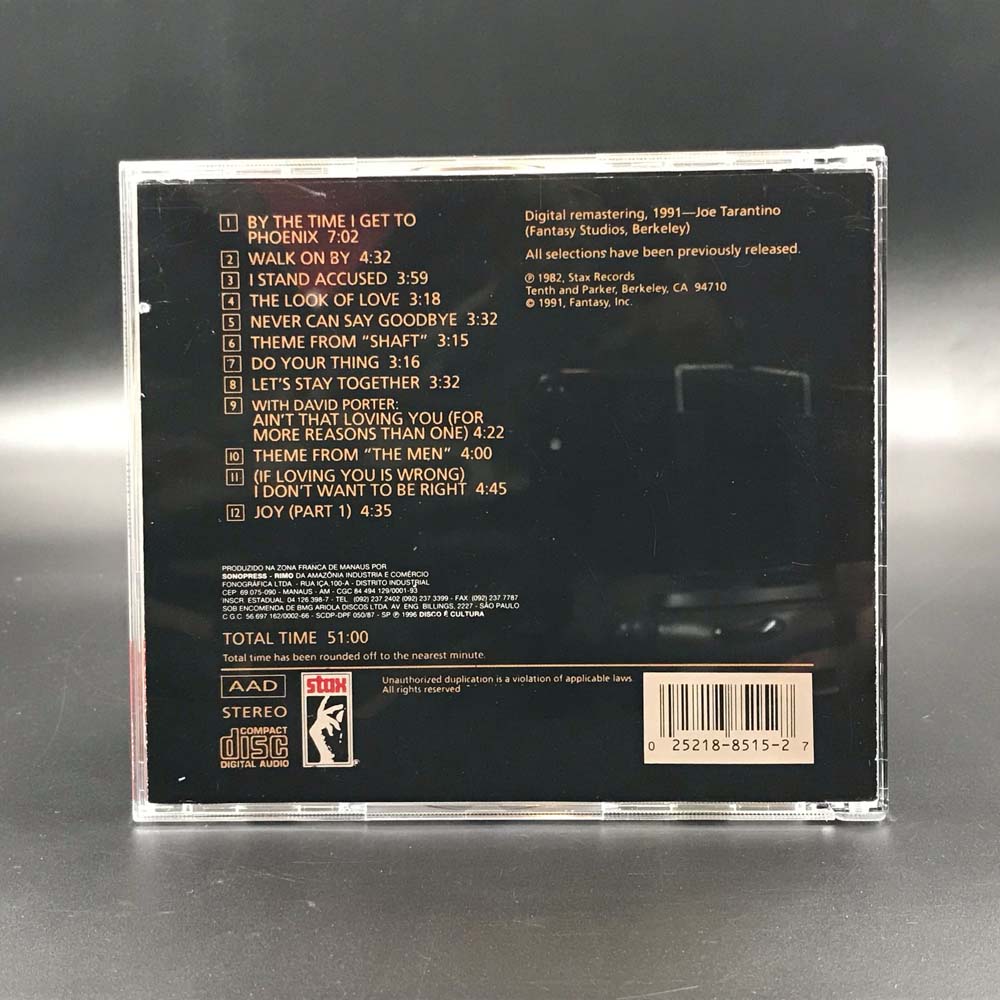 1 BY THE TIME I GET TO
PHOENIX 7:02
2 WALK ON BY 4:32
3 I STAND ACCUSED 3:59
4 THE LOOK OF LOVE 3:18
5 NEVER CAN SAY GOODBYE 3:32
6 THEME FROM “SHAFT” 3:15
7 DO YOUR THING 3:16
8 LET'S STAY TOGETHER 3:32
9 WITH DAVID PORTER:
AIN'T THAT LOVING YOU (FOR
MORE REASONS THAN ONE) 4:22
10 THEME FROM “THE MEN” 4:00
11 (IF LOVING YOU IS WRONG)
I DON'T WANT TO BE RIGHT 4:45
12 JOY (PART 1) 4:35
Digital remastering, 1991—Joe Tarantino
(Fantasy Studios, Berkeley)
All selections have been previously released.
℗ 1982, Stax Records
Tenth and Parker, Berkeley, CA 94710
© 1991, Fantasy, Inc.
PRODUZIDO NA ZONA FRANCA DE MANAUS POR
SONOPRESS - RIMO DA AMAZÔNIA INDUSTRIA E COMÉRCIO
FONOGRÁFICA LTDA - RUA IÇA,100-A - DISTRITO INDUSTRIAL
CEP 69.075-090 - MANAUS - AM - CGC 84 494 129/0001-93
INSCR ESTADUAL 04 126 398-7 - TEL. (092) 237 2402 (092) 237 3399 - FAX (092) 237.7787
SOB ENCOMENDA DE BMG ARIOLA DISCOS LTDA AV ENG. BILLINGS, 2227 - SÃO PAULO
C.G.C. 56 697 162/0002-66 - SCDP-DPF 050/87 - SP ℗ 1996 DISCO É CULTURA
TOTAL TIME 51:00
Total time has been rounded off to the nearest minute.
AAD
STEREO
COMPACT
disc
DIGITAL AUDIO
stax
Unauthorized duplication is a violation of applicable laws
All rights reserved
0 25218-8515-2 7